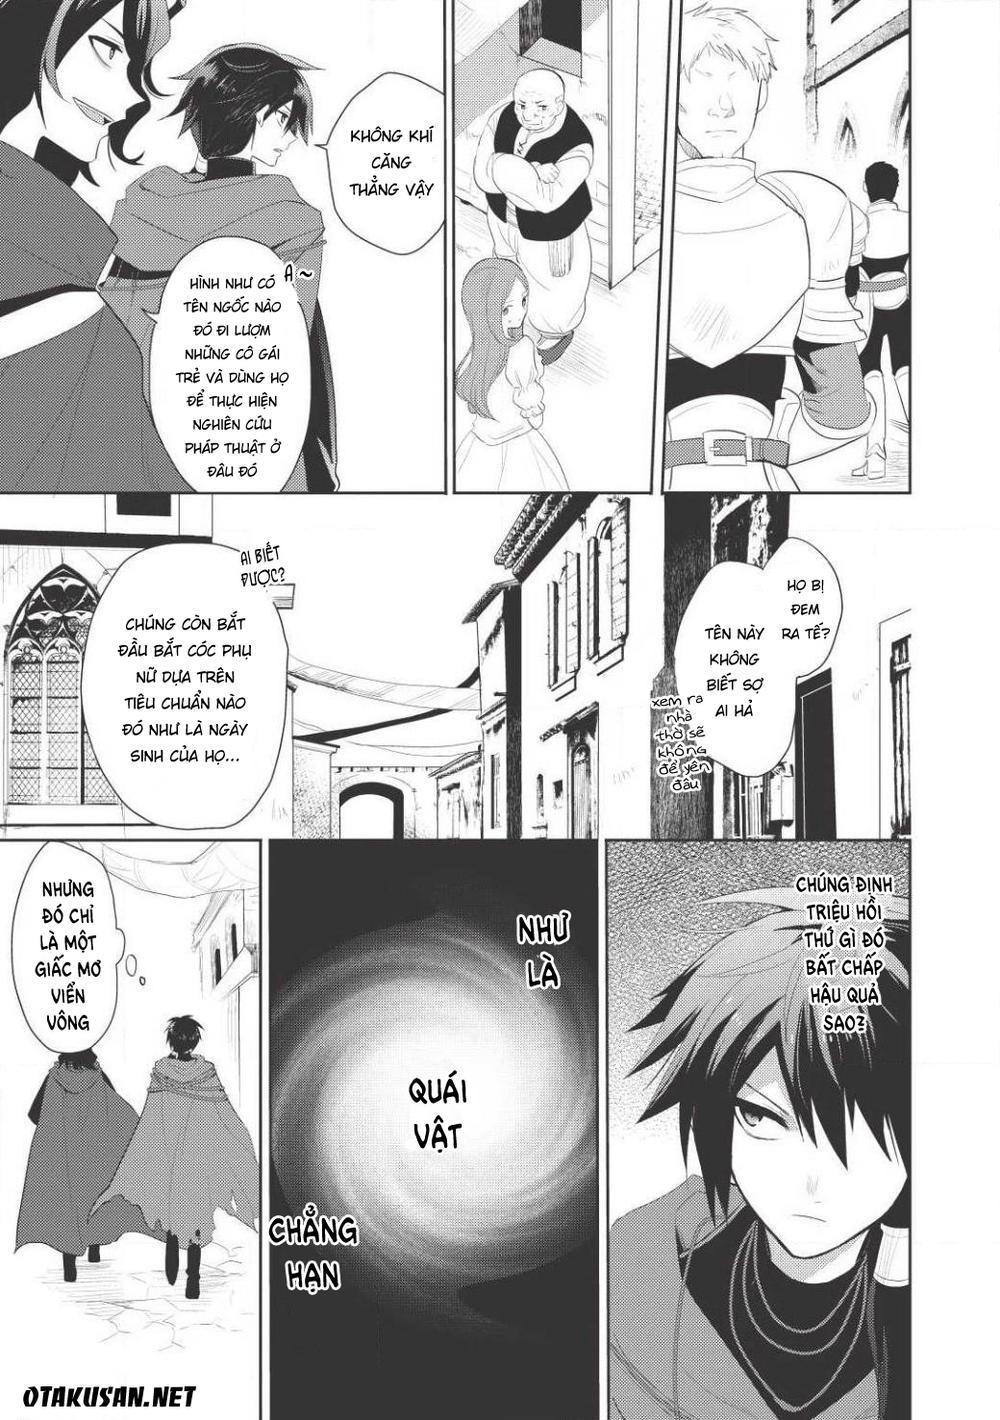 KHÔNG KHÍ
CĂNG
THẲNG VẬY
A~
HÌNH NHƯ CÓ
TÊN NGỐC NÀO
ĐÓ ĐI LƯỢM
NHỮNG CÔ GÁI
TRẺ VÀ DÙNG HỌ
ĐỂ THỰC HIỆN
NGHIÊN CỨU
PHÁP THUẬT Ở
ĐÂU ĐÓ
HỌ BỊ
ĐEM
RA TẾ?
TÊN NÀY
KHÔNG
BIẾT SỢ
AI HẢ
xem ra
nhà
thờ sẽ
không
để yên
đâu
AI BIẾT
ĐƯỢC?
CHÚNG CÒN BẮT
ĐẦU BẮT CÓC PHỤ
NỮ DỰA TRÊN
TIÊU CHUẨN NÀO
ĐÓ NHƯ LÀ NGÀY
SINH CỦA HỌ...
CHÚNG ĐỊNH
TRIỆU HỒI
THỨ GÌ ĐÓ
BẤT CHẤP
HẬU QUẢ
SAO?
NHƯ
LÀ
QUÁI
VẬT
CHẲNG
HẠN
NHƯNG
ĐÓ CHỈ
LÀ MỘT
GIẤC MƠ
VIỂN
VÔNG
OTAKUSAN.NET